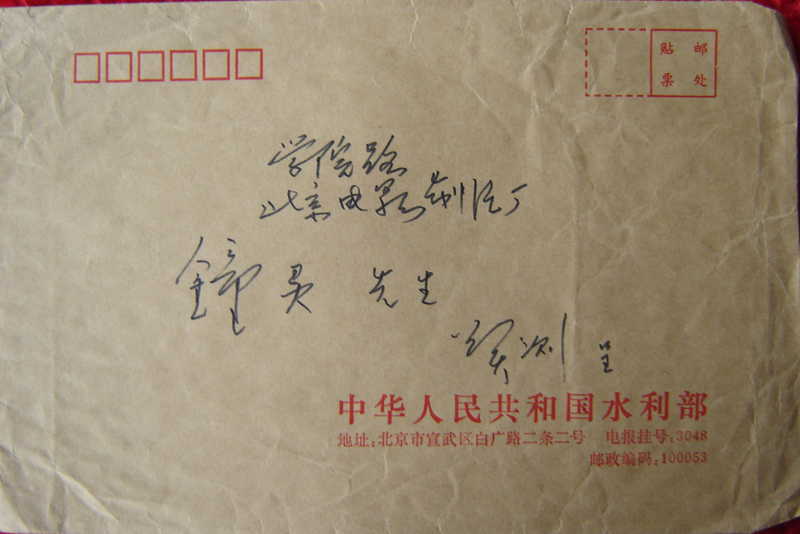 贴 邮
票 处
学院路
北京电影制片厂
钟灵 先生
呈
中华人民共和国水利部
地址:北京市宣武区白广路二条二号 电报挂号:3048
邮政编码:100053